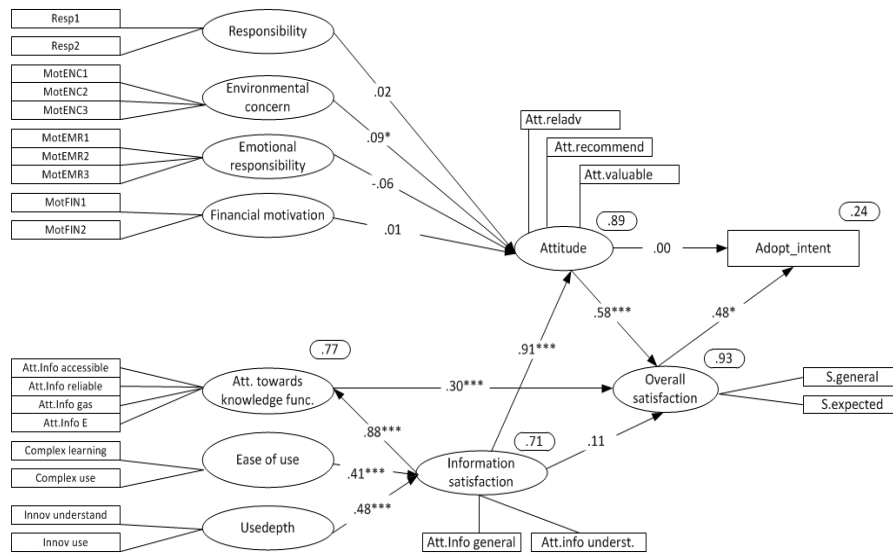 Resp1
Resp2
Responsibility
MotENC1
MotENC2
MotENC3
Environmental
concern
MotEMR1
MotEMR2
MotEMR3
Emotional
responsibility
MotFIN1
MotFIN2
Financial motivation
.02
.09*
-.06
.01
Att.reladv
Att.recommend
Att.valuable
.89
Attitude
.00
.24
Adopt_intent
.58***
.48*
.91***
.93
Overall
satisfaction
S.general
S.expected
Att.Info accessible
Att.Info reliable
Att.Info gas
Att.Info E
.77
Att. towards
knowledge func.
.30***
.88***
Complex learning
Complex use
Ease of use
.41***
.71
Information
satisfaction
.11
Innov understand
Innov use
Usedepth
.48***
Att.Info general
Att.info underst.